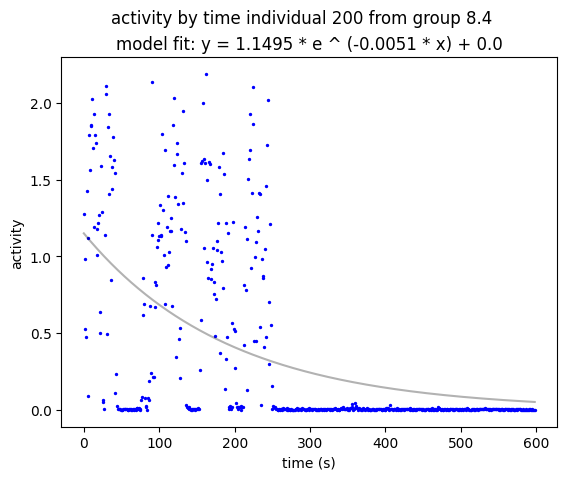 activity by time individual 200 from group 8.4
model fit: y = 1.1495 * e ^ (-0.0051 * x) + 0.0
2.0
1.5
1.0
0.5
0.0
activity
0 100 200 300 400 500 600
time (s)